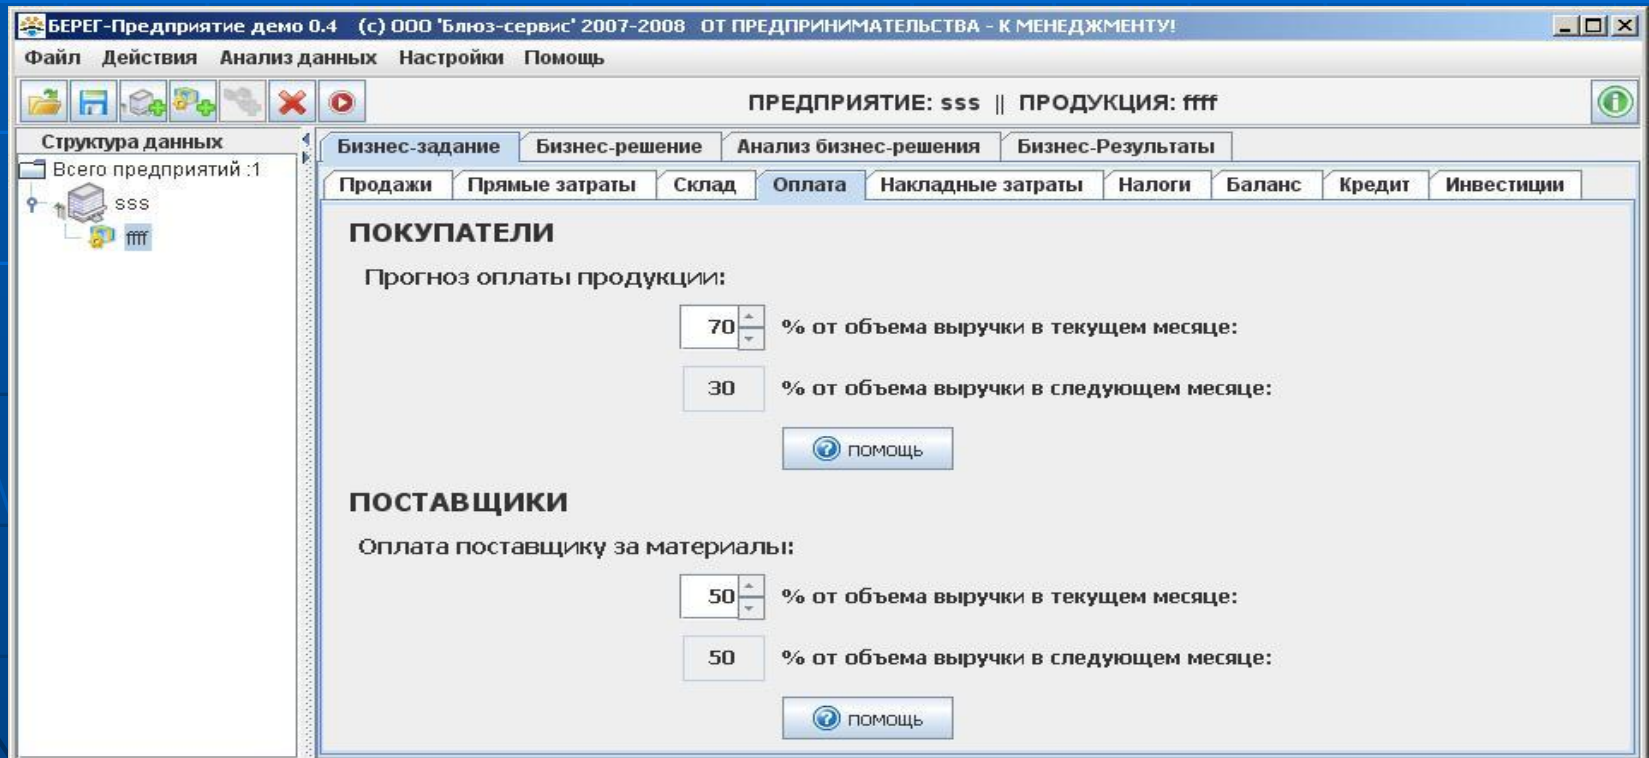 БЕРЕГ-Предприятие демо 0.4 (с) ООО 'Блюз-сервис' 2007-2008 ОТ ПРЕДПРИНИМАТЕЛЬСТВА - К МЕНЕДЖМЕНТУ!
Файл Действия Анализ данных Настройки Помощь
ПРЕДПРИЯТИЕ: sss || ПРОДУКЦИЯ: ffff
Структура данных
Всего предприятий :1
sss
ffff
Бизнес-задание Бизнес-решение Анализ бизнес-решения Бизнес-Результаты
Продажи Прямые затраты Склад Оплата Накладные затраты Налоги Баланс Кредит Инвестиции
ПОКУПАТЕЛИ
Прогноз оплаты продукции:
70 % от объема выручки в текущем месяце:
30 % от объема выручки в следующем месяце:
ПОМОЩЬ
ПОСТАВЩИКИ
Оплата поставщику за материалы:
50 % от объема выручки в текущем месяце:
50 % от объема выручки в следующем месяце:
ПОМОЩЬ